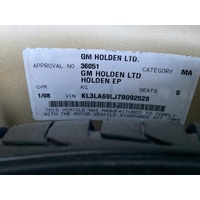 GM HOLDEN LTD.
APPROVAL NO. 36051 CATEGORY MA
GM HOLDEN LTD
HOLDEN EP
GVM KG SEATS 5
1/08 VIN KL3LA69LJ7B092528
THIS VEHICLE WAS MANUFACTURED TO COMPLY
WITH THE MOTOR VEHICLE STANDARDS ACT 1989